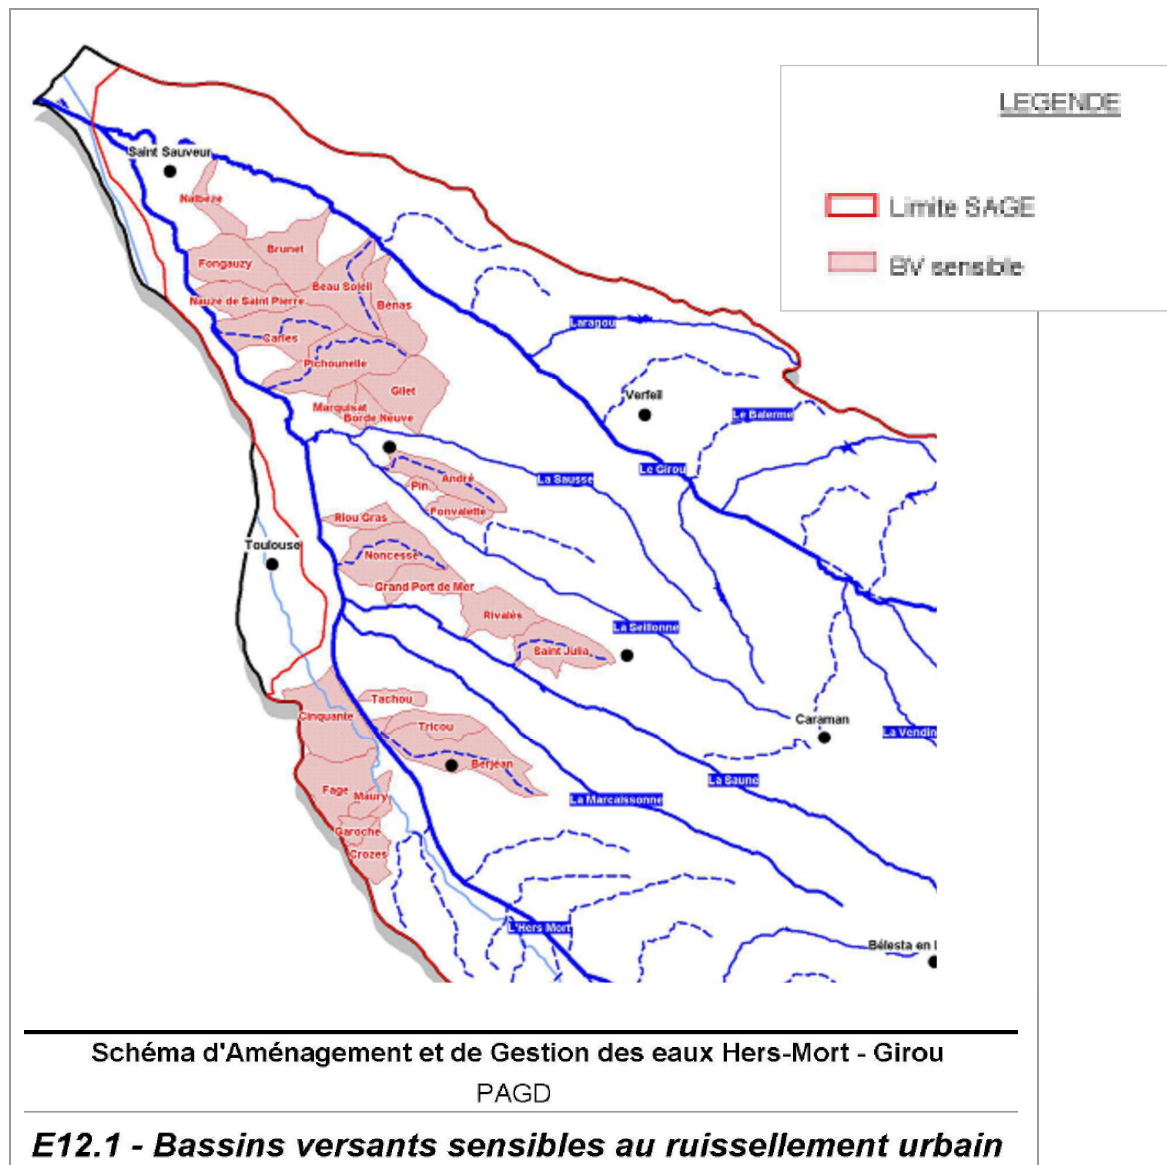 LEGENDE
Limite SAGE
BV sensible
Saint Sauveur
Nalbèze
Brunet
Fongauzy
Beau Soleil
Bénas
Nauze de Saint Pierre
Carles
Pichounelle
Gilet
Marquisat
Borde Neuve
Laragou
Verfeil
Le Balerme
Le Girou
La Sausse
André
Pin
Fonvalette
Riou Gras
Toulouse
Noncesse
Grand Port de Mer
Rivalès
La Seillonne
Saint Julia
Tachou
Cinquante
Tricou
Berjean
Caraman
La Vendin
La Saune
La Marcaissonne
Fage
Maury
Garoche
Crozes
L'Hers Mort
Bélesta en
Schéma d'Aménagement et de Gestion des eaux Hers-Mort - Girou
PAGD
E12.1 - Bassins versants sensibles au ruissellement urbain